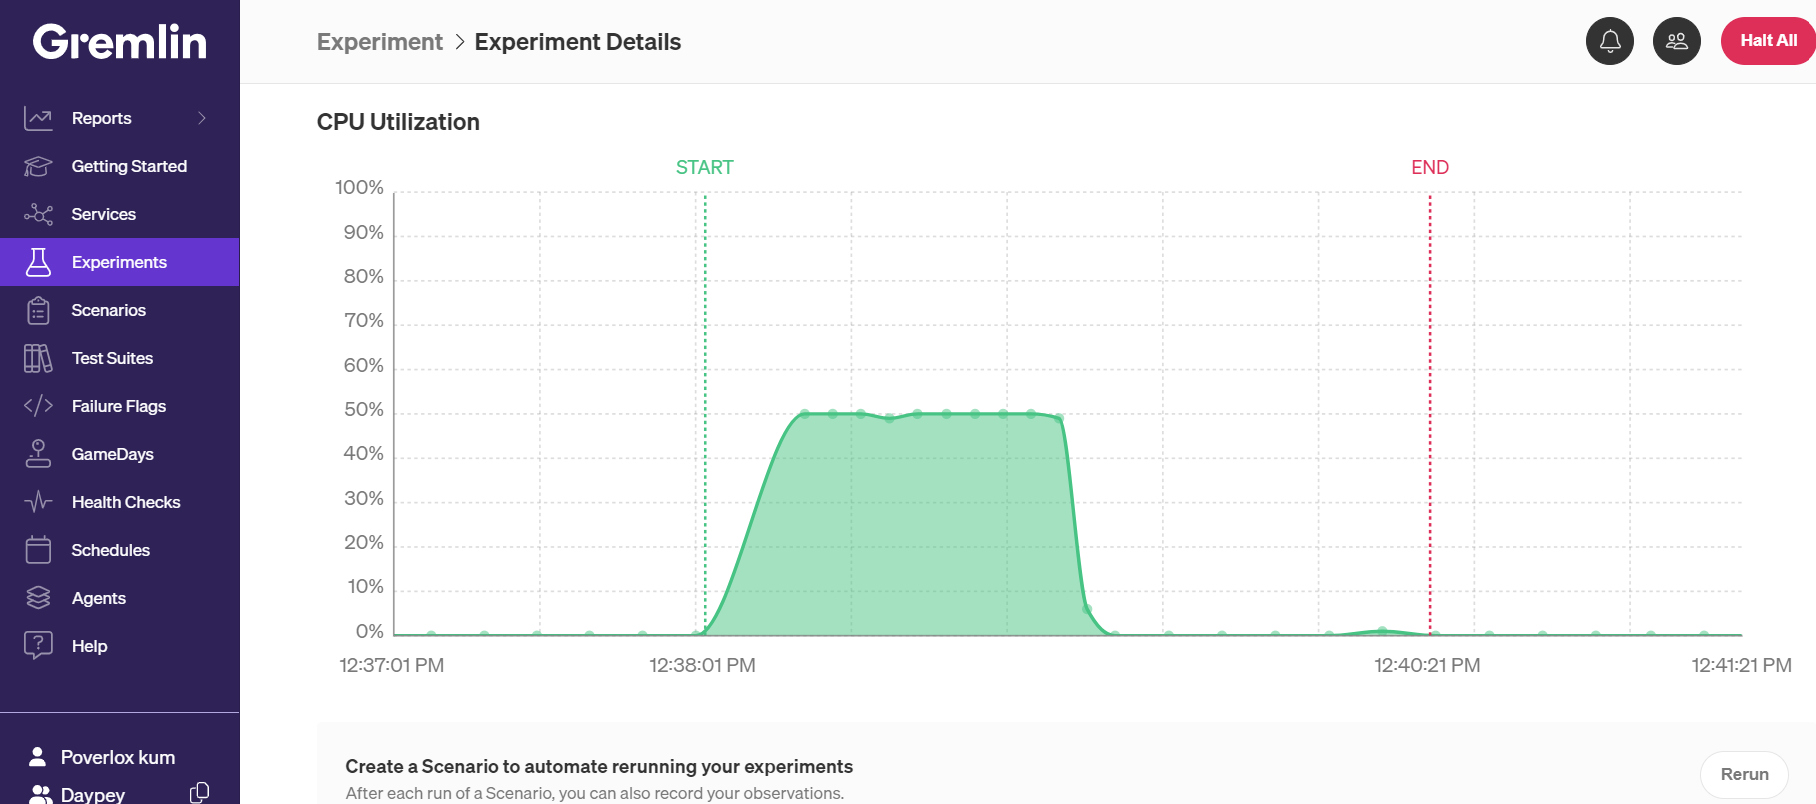 Gremlin
Reports
Getting Started
Services
Experiments
Scenarios
Test Suites
Failure Flags
GameDays
Health Checks
Schedules
Agents
Help
Poverlox kum
Daypey
Experiment > Experiment Details
Halt All
CPU Utilization
START
END
100%
90%
80%
70%
60%
50%
40%
30%
20%
10%
0%
12:37:01 PM
12:38:01 PM
12:40:21 PM
12:41:21 PM
Create a Scenario to automate rerunning your experiments
After each run of a Scenario, you can also record your observations.
Rerun